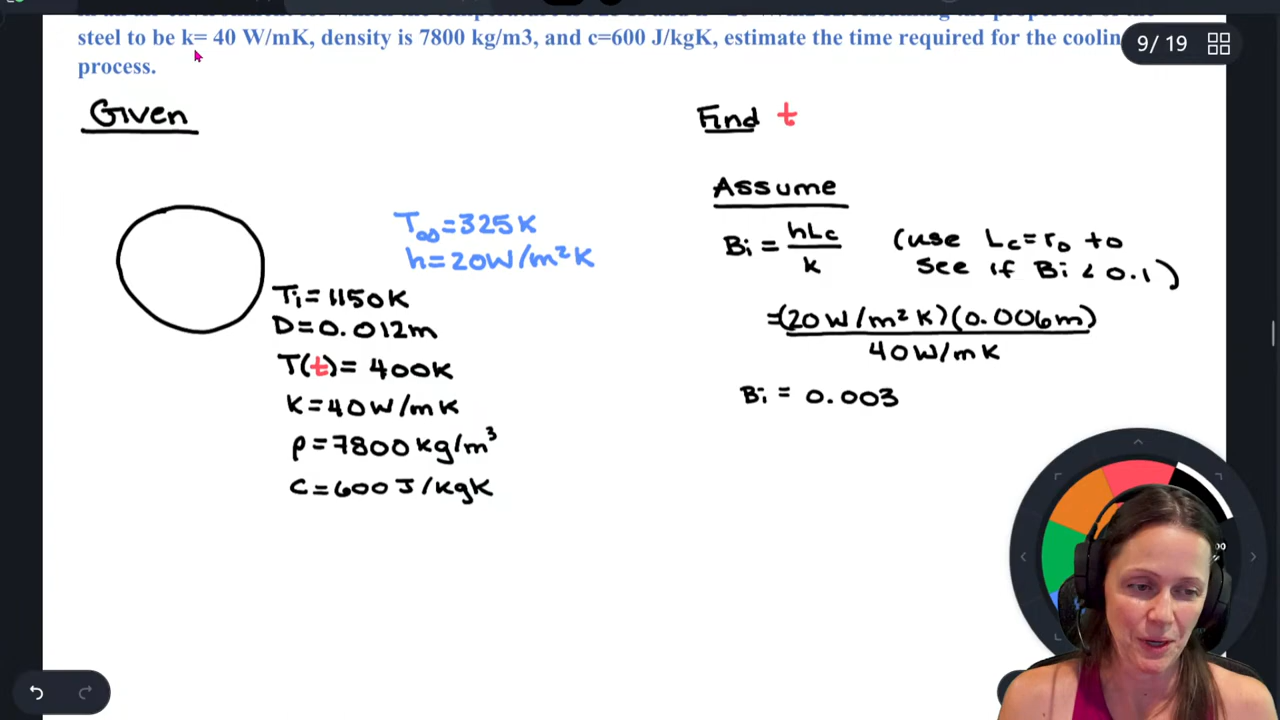 steel to be k= 40 W/mK, density is 7800 kg/m3, and c=600 J/kgK, estimate the time required for the coolin
process.
9 / 19
Given
Find t
Assume
T∞=325K
h=20W/m²K
Bi = hLc/k (use Lc=ro to
see if Bi < 0.1)
Ti=1150K
D=0.012m
=(20W/m²K)(0.006m)
40W/mK
T(t)=400K
Bi = 0.003
K=40W/mK
ρ=7800kg/m³
C=600J/kgK